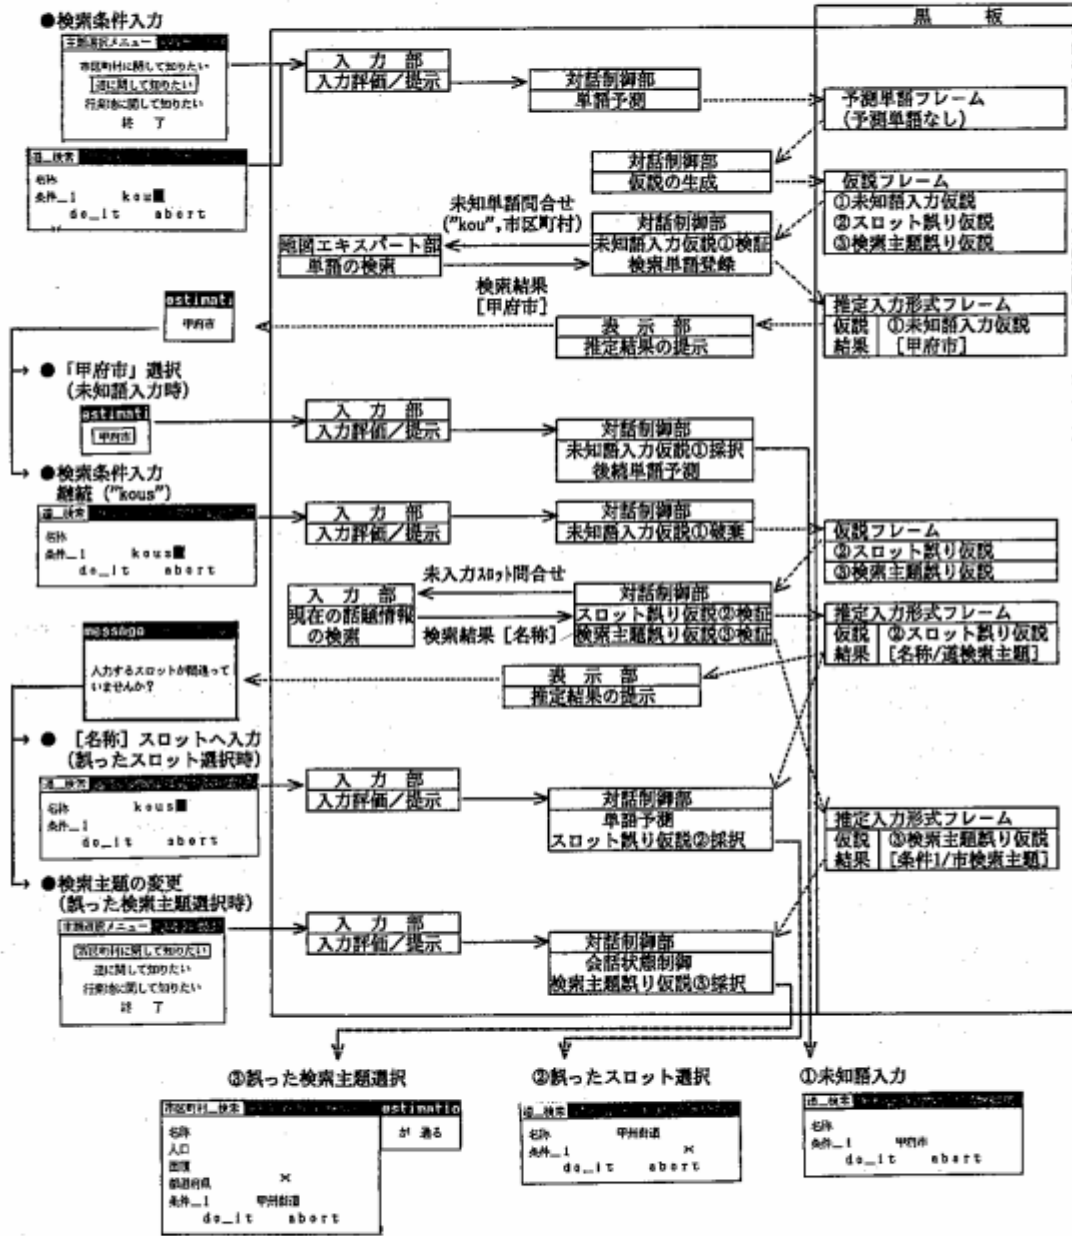 ●検索条件入力
主題選択メニュー
市区町村に関して知りたい
道に関して知りたい
行楽地に関して知りたい
終　了
道_検索
名称
条件_1　kou
do_it　abort
黒　板
入 力 部
入力評価/提示
対話制御部
単語予測
予測単語フレーム
(予測単語なし)
対話制御部
仮説の生成
仮説フレーム
①未知語入力仮説
②スロット誤り仮説
③検索主題誤り仮説
未知単語問合せ
("kou",市区町村)
地図エキスパート部
単語の検索
対話制御部
未知語入力仮説①検証
検索単語登録
検索結果
[甲府市]
estimati
甲府市
表 示 部
推定結果の提示
推定入力形式フレーム
仮説　①未知語入力仮説
結果　[甲府市]
●「甲府市」選択
(未知語入力時)
estimati
甲府市
入 力 部
入力評価/提示
対話制御部
未知語入力仮説①採択
後続単語予測
●検索条件入力
継続 ("kous")
道_検索
名称
条件_1　kous
do_it　abort
入 力 部
入力評価/提示
対話制御部
未知語入力仮説①破棄
仮説フレーム
②スロット誤り仮説
③検索主題誤り仮説
未入力スロット問合せ
入 力 部
現在の話題情報
の検索
検索結果 [名称]
対話制御部
スロット誤り仮説②検証
検索主題誤り仮説③検証
推定入力形式フレーム
仮説　②スロット誤り仮説
結果　[名称/道検索主題]
message
入力するスロットが間違って
いませんか?
表 示 部
推定結果の提示
● [名称] スロットへ入力
(誤ったスロット選択時)
道_検索
名称　kous
条件_1
do_it　abort
入 力 部
入力評価/提示
対話制御部
単語予測
スロット誤り仮説②採択
推定入力形式フレーム
仮説　③検索主題誤り仮説
結果　[条件1/市検索主題]
●検索主題の変更
(誤った検索主題選択時)
主題選択メニュー
市区町村に関して知りたい
道に関して知りたい
行楽地に関して知りたい
終　了
入 力 部
入力評価/提示
対話制御部
会話状態制御
検索主題誤り仮説③採択
③誤った検索主題選択
市区町村_検索
estimatio
が 通る
名称
人口
面積
都道府県
条件_1　甲州街道
do_it　abort
②誤ったスロット選択
道_検索
名称　甲州街道
条件_1
do_it　abort
①未知語入力
道_検索
名称
条件_1　甲府市
do_it　abort